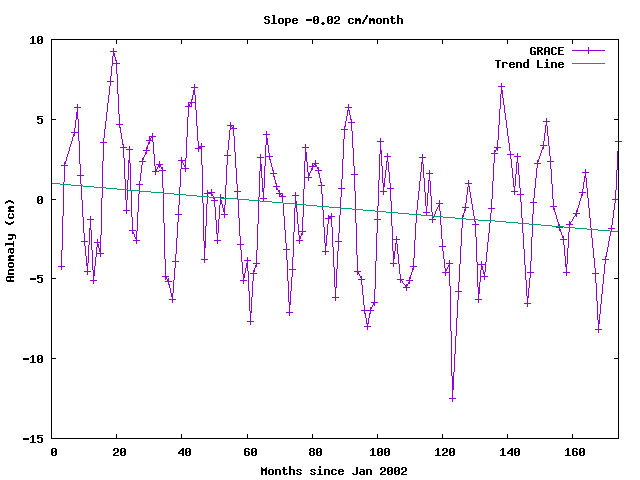 Slope -0.02 cm/month
GRACE
Trend Line
10
5
0
-5
-10
-15
Anomaly (cm)
0 20 40 60 80 100 120 140 160
Months since Jan 2002